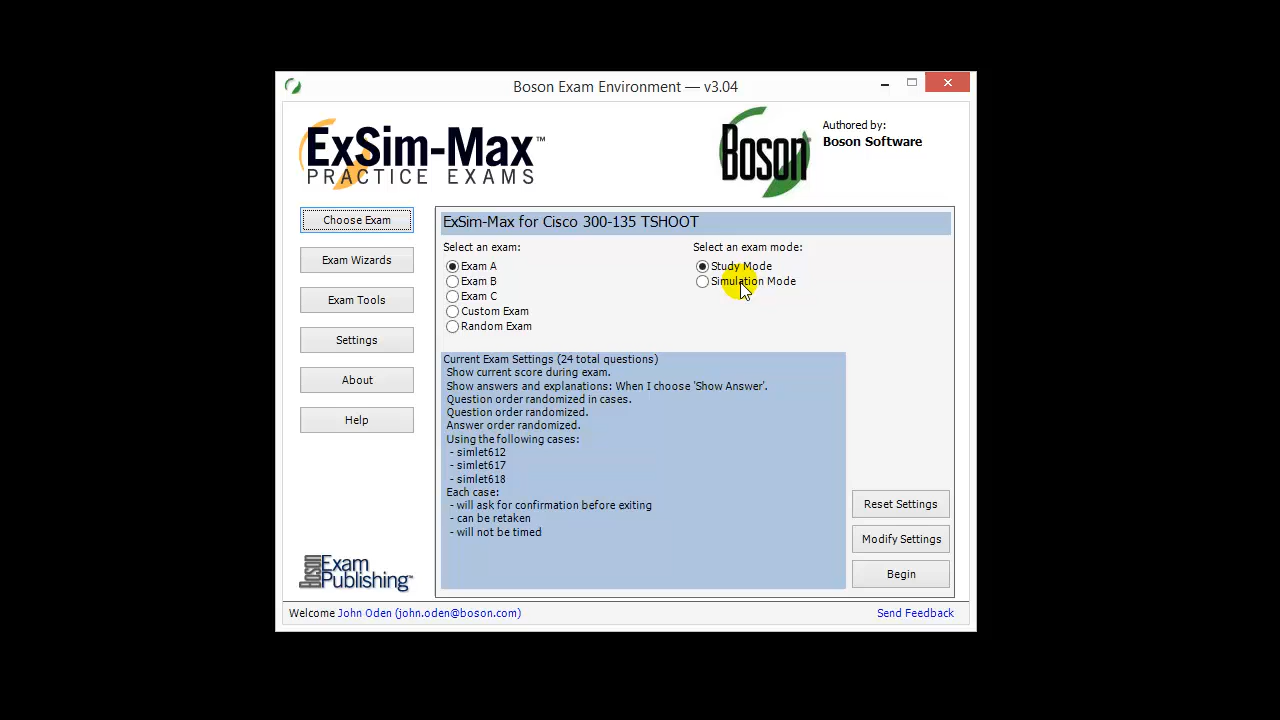 Boson Exam Environment — v3.04
ExSim-Max™
PRACTICE EXAMS
Boson
Authored by:
Boson Software
Choose Exam
Exam Wizards
Exam Tools
Settings
About
Help
ExSim-Max for Cisco 300-135 TSHOOT
Select an exam:
Exam A
Exam B
Exam C
Custom Exam
Random Exam
Select an exam mode:
Study Mode
Simulation Mode
Current Exam Settings (24 total questions)
Show current score during exam.
Show answers and explanations: When I choose 'Show Answer'.
Question order randomized in cases.
Question order randomized.
Answer order randomized.
Using the following cases:
- simlet612
- simlet617
- simlet618
Each case:
- will ask for confirmation before exiting
- can be retaken
- will not be timed
Reset Settings
Modify Settings
Begin
Boson Exam Publishing™
Welcome John Oden (john.oden@boson.com)
Send Feedback